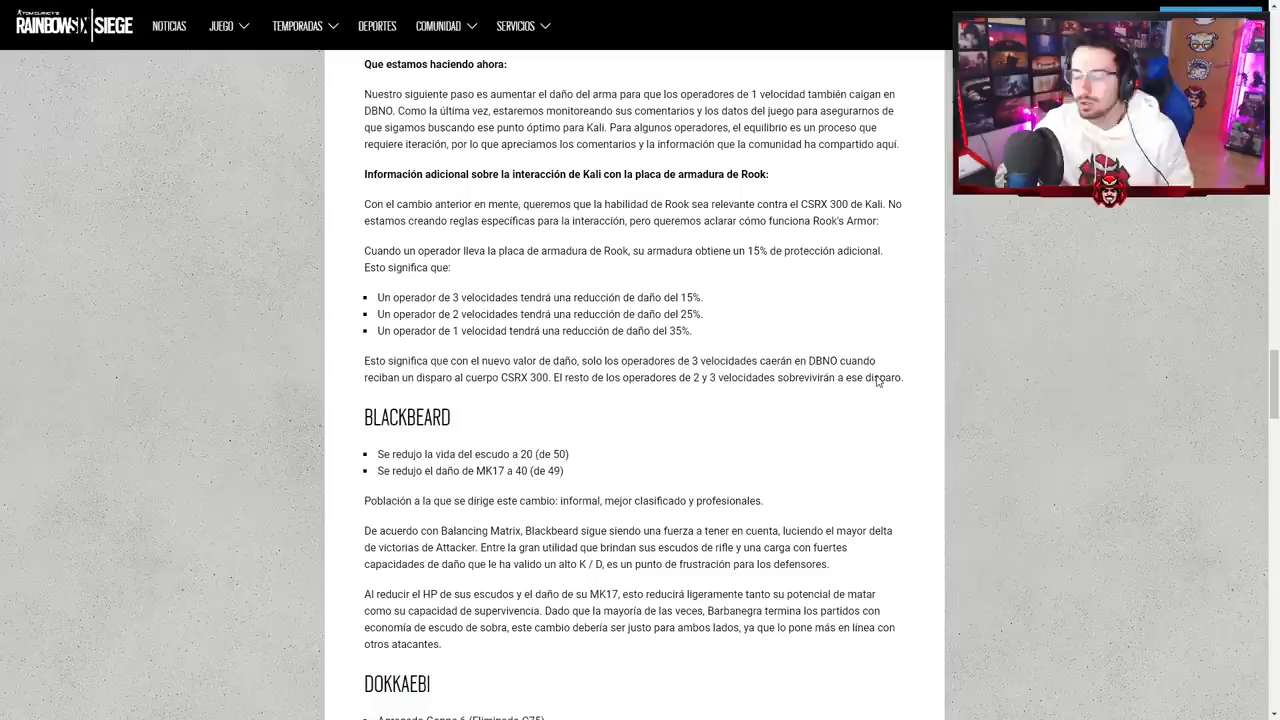 TOM CLANCY'S
RAINBOW SIX | SIEGE
NOTICIAS
JUEGO
TEMPORADAS
DEPORTES
COMUNIDAD
SERVICIOS
Que estamos haciendo ahora:
Nuestro siguiente paso es aumentar el daño del arma para que los operadores de 1 velocidad también caigan en
DBNO. Como la última vez, estaremos monitoreando sus comentarios y los datos del juego para asegurarnos de
que sigamos buscando ese punto óptimo para Kali. Para algunos operadores, el equilibrio es un proceso que
requiere iteración, por lo que apreciamos los comentarios y la información que la comunidad ha compartido aquí.
Información adicional sobre la interacción de Kali con la placa de armadura de Rook:
Con el cambio anterior en mente, queremos que la habilidad de Rook sea relevante contra el CSRX 300 de Kali. No
estamos creando reglas específicas para la interacción, pero queremos aclarar cómo funciona Rook's Armor:
Cuando un operador lleva la placa de armadura de Rook, su armadura obtiene un 15% de protección adicional.
Esto significa que:
▪ Un operador de 3 velocidades tendrá una reducción de daño del 15%.
▪ Un operador de 2 velocidades tendrá una reducción de daño del 25%.
▪ Un operador de 1 velocidad tendrá una reducción de daño del 35%.
Esto significa que con el nuevo valor de daño, solo los operadores de 3 velocidades caerán en DBNO cuando
reciban un disparo al cuerpo CSRX 300. El resto de los operadores de 2 y 3 velocidades sobrevivirán a ese disparo.
BLACKBEARD
▪ Se redujo la vida del escudo a 20 (de 50)
▪ Se redujo el daño de MK17 a 40 (de 49)
Población a la que se dirige este cambio: informal, mejor clasificado y profesionales.
De acuerdo con Balancing Matrix, Blackbeard sigue siendo una fuerza a tener en cuenta, luciendo el mayor delta
de victorias de Attacker. Entre la gran utilidad que brindan sus escudos de rifle y una carga con fuertes
capacidades de daño que le ha valido un alto K / D, es un punto de frustración para los defensores.
Al reducir el HP de sus escudos y el daño de su MK17, esto reducirá ligeramente tanto su potencial de matar
como su capacidad de supervivencia. Dado que la mayoría de las veces, Barbanegra termina los partidos con
economía de escudo de sobra, este cambio debería ser justo para ambos lados, ya que lo pone más en línea con
otros atacantes.
DOKKAEBI
▪ Agregado Gonne 6 (Eliminado C75)